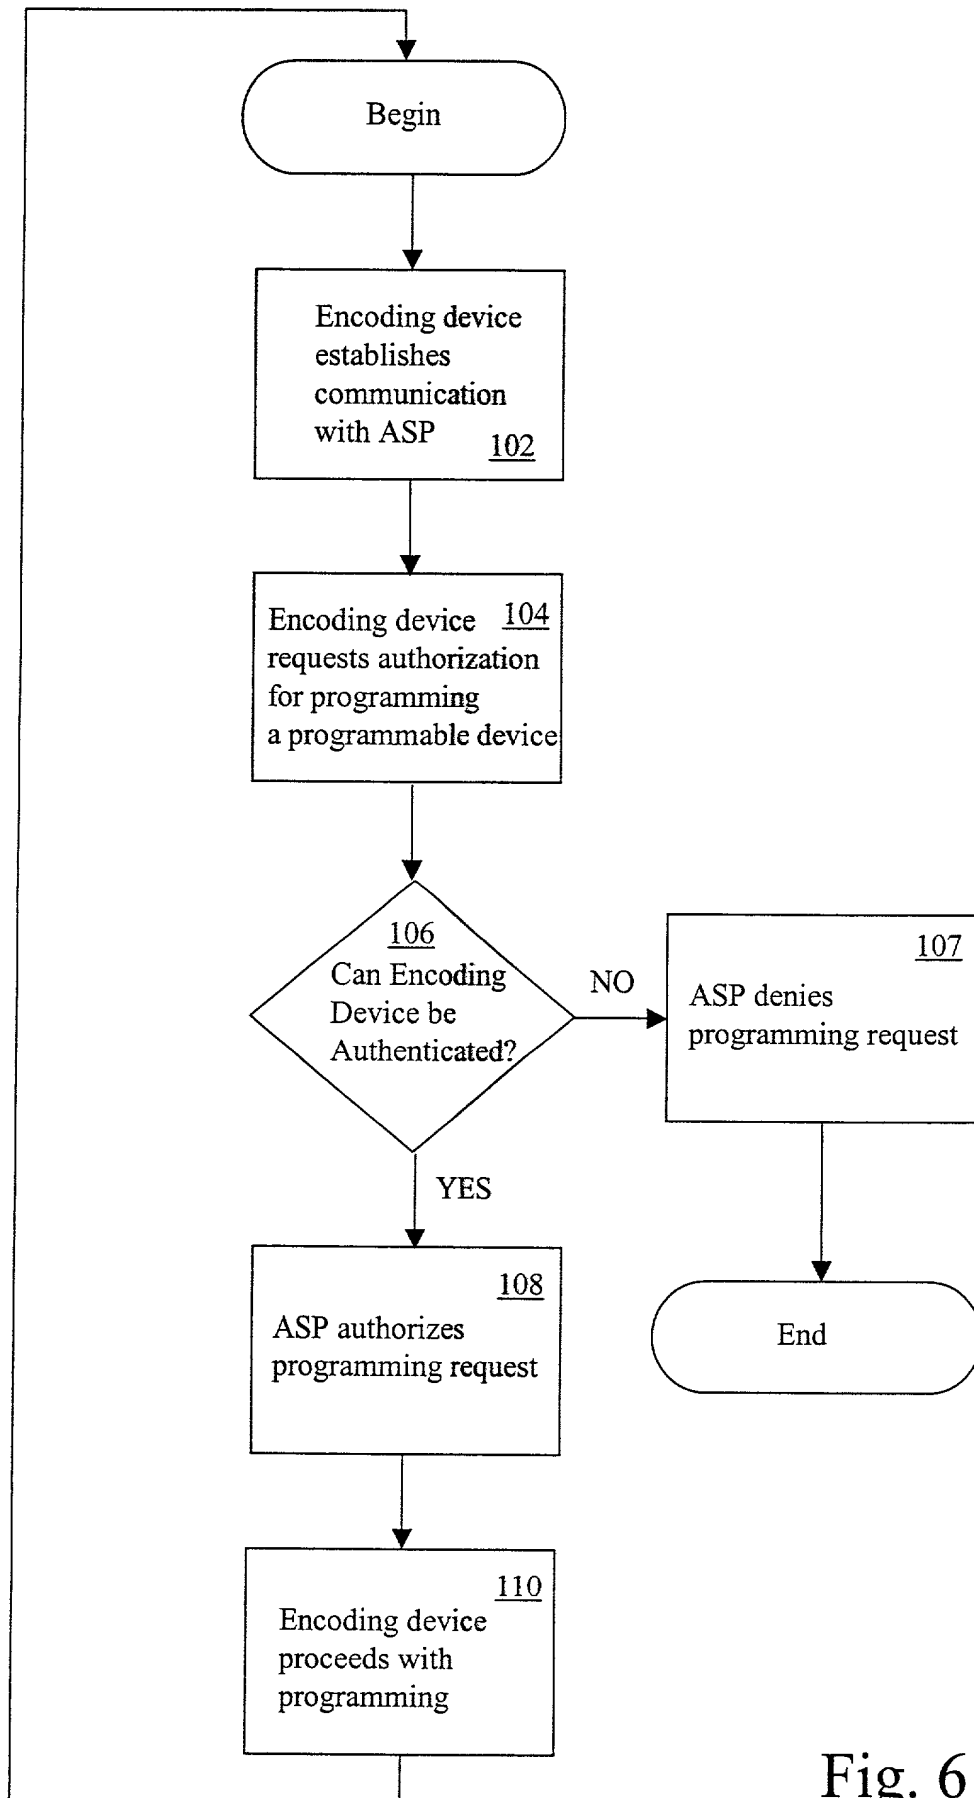 Begin
Encoding device
establishes
communication
with ASP
102
104
Encoding device
requests authorization
for programming
a programmable device
106
Can Encoding
Device be
Authenticated?
NO
107
ASP denies
programming request
YES
108
ASP authorizes
programming request
End
110
Encoding device
proceeds with
programming
Fig. 6